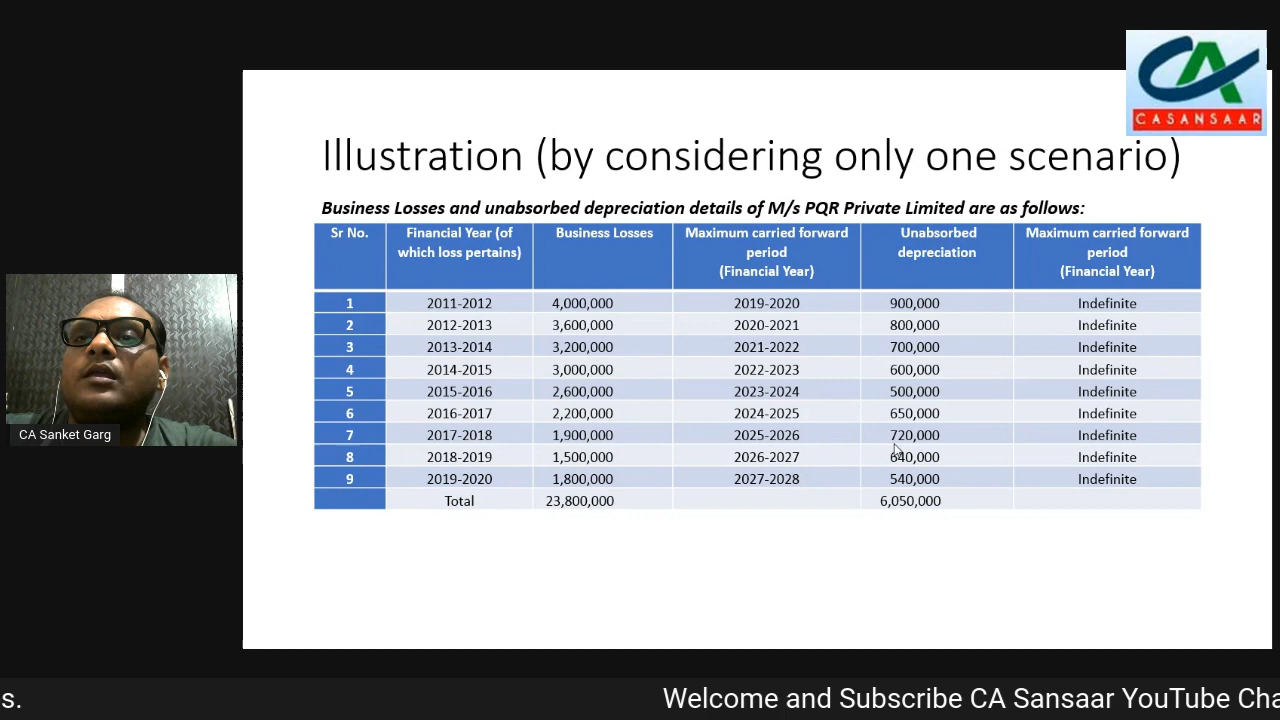 CASANSAAR
Illustration (by considering only one scenario)
Business Losses and unabsorbed depreciation details of M/s PQR Private Limited are as follows:
Sr No. Financial Year (of which loss pertains) Business Losses Maximum carried forward period (Financial Year) Unabsorbed depreciation Maximum carried forward period (Financial Year)
1 2011-2012 4,000,000 2019-2020 900,000 Indefinite
2 2012-2013 3,600,000 2020-2021 800,000 Indefinite
3 2013-2014 3,200,000 2021-2022 700,000 Indefinite
4 2014-2015 3,000,000 2022-2023 600,000 Indefinite
5 2015-2016 2,600,000 2023-2024 500,000 Indefinite
6 2016-2017 2,200,000 2024-2025 650,000 Indefinite
7 2017-2018 1,900,000 2025-2026 720,000 Indefinite
8 2018-2019 1,500,000 2026-2027 640,000 Indefinite
9 2019-2020 1,800,000 2027-2028 540,000 Indefinite
Total 23,800,000 6,050,000
CA Sanket Garg
s. Welcome and Subscribe CA Sansaar YouTube Cha